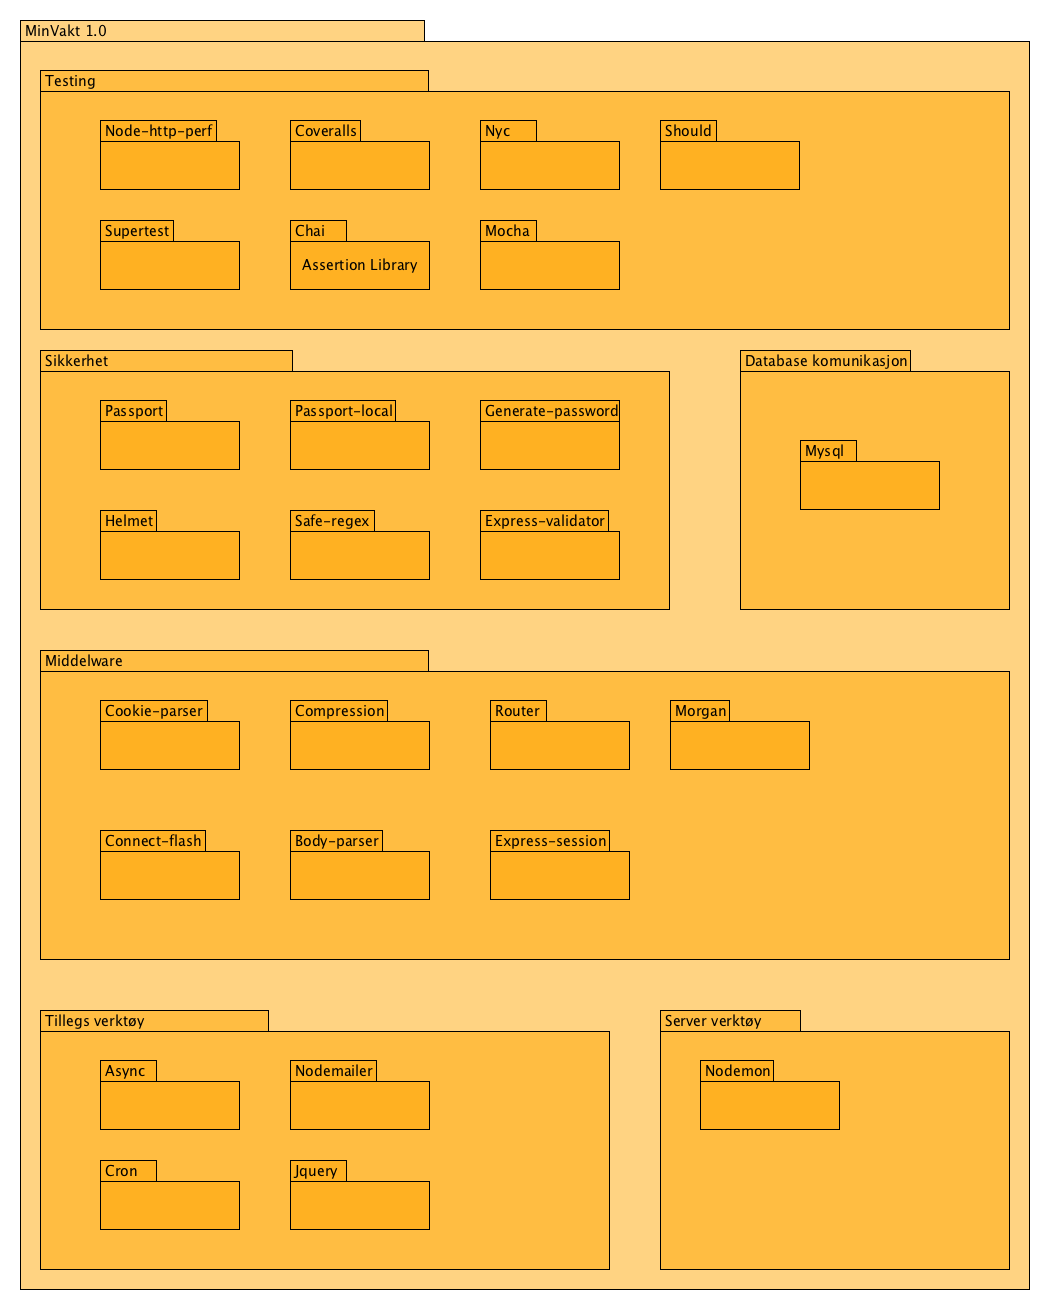 MinVakt 1.0
Testing
Node-http-perf
Coveralls
Nyc
Should
Supertest
Chai
Assertion Library
Mocha
Sikkerhet
Passport
Passport-local
Generate-password
Helmet
Safe-regex
Express-validator
Database komunikasjon
Mysql
Middelware
Cookie-parser
Compression
Router
Morgan
Connect-flash
Body-parser
Express-session
Tillegs verktøy
Async
Nodemailer
Cron
Jquery
Server verktøy
Nodemon